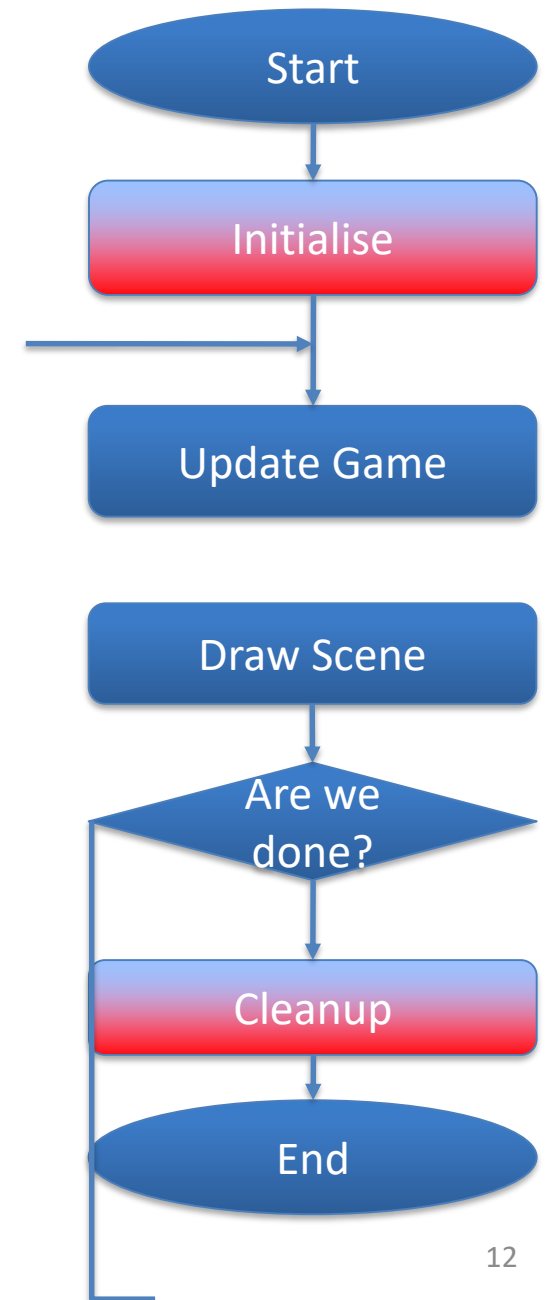 Start
Initialise
Update Game
Draw Scene
Are we
done?
Cleanup
End
12